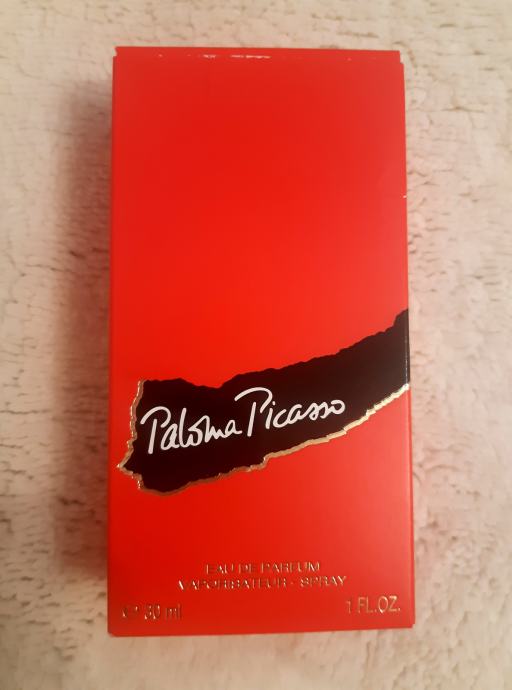 Paloma Picasso
EAU DE PARFUM
VAPORISATEUR - SPRAY
30 ml 1 FL.OZ.